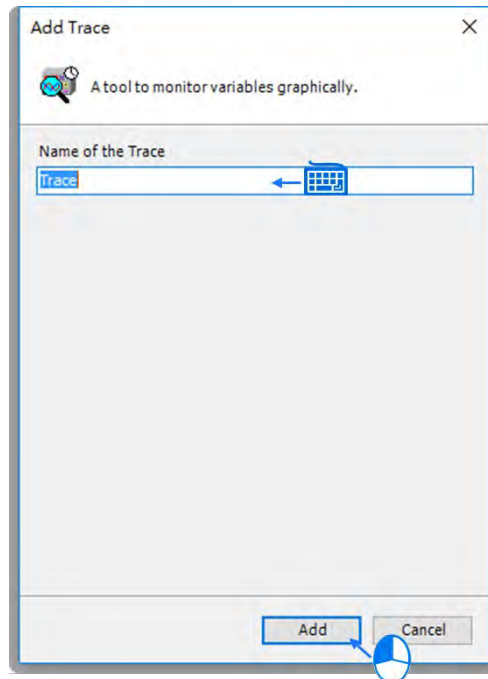 Add Trace
A tool to monitor variables graphically.
Name of the Trace
Trace
Add
Cancel